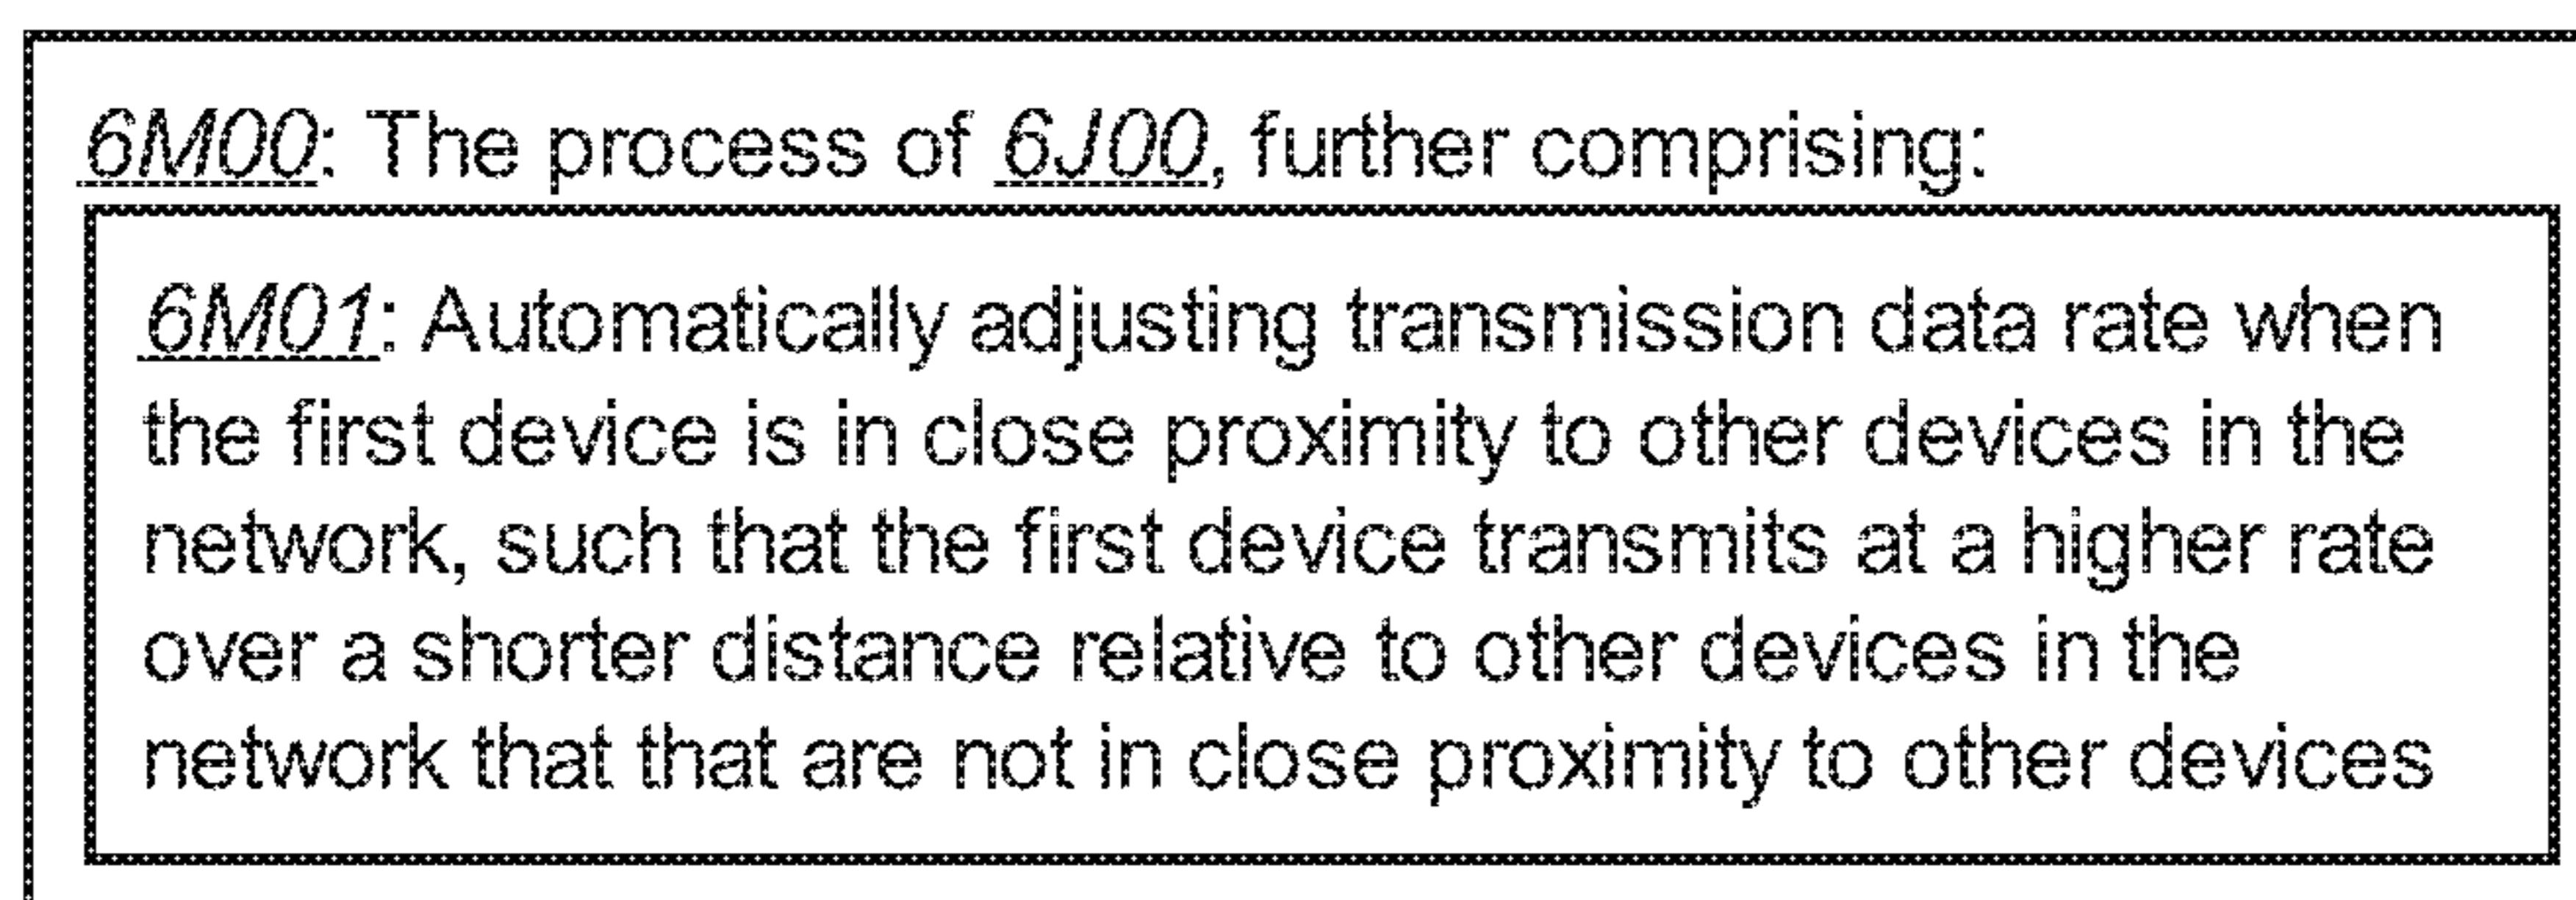 6M00: The process of 6J00, further comprising:
6M01: Automatically adjusting transmission data rate when
the first device is in close proximity to other devices in the
network, such that the first device transmits at a higher rate
over a shorter distance relative to other devices in the
network that that are not in close proximity to other devices